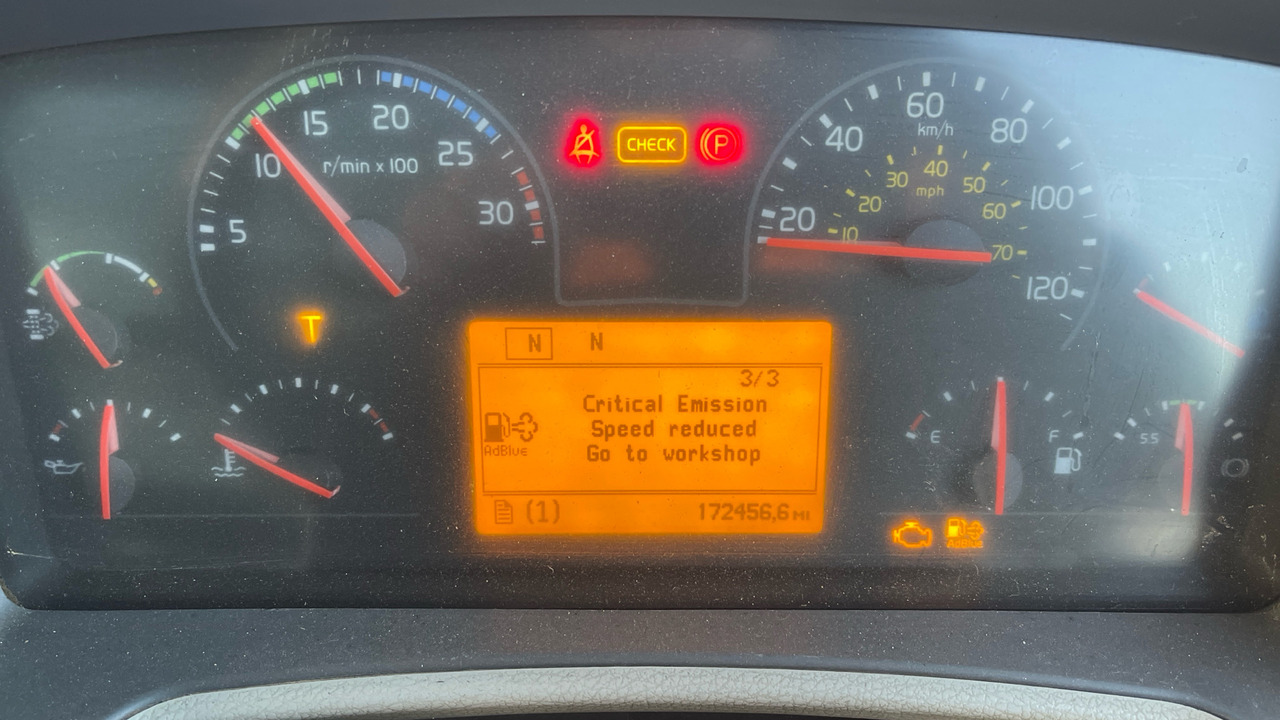 5
10
15
20
25
30
r/min x 100
T
CHECK
P
20
40
60
80
100
120
km/h
10
20
30
40
50
60
70
mph
N N
3/3
Critical Emission
Speed reduced
Go to workshop
AdBlue
(1) 172456,6 MI
E F
55
AdBlue